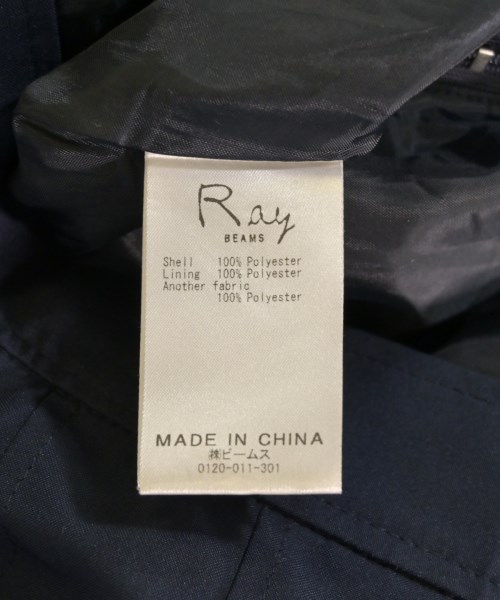 Ray
BEAMS
Shell 100% Polyester
Lining 100% Polyester
Another fabric
100% Polyester
MADE IN CHINA
㈱ビームス
0120-011-301